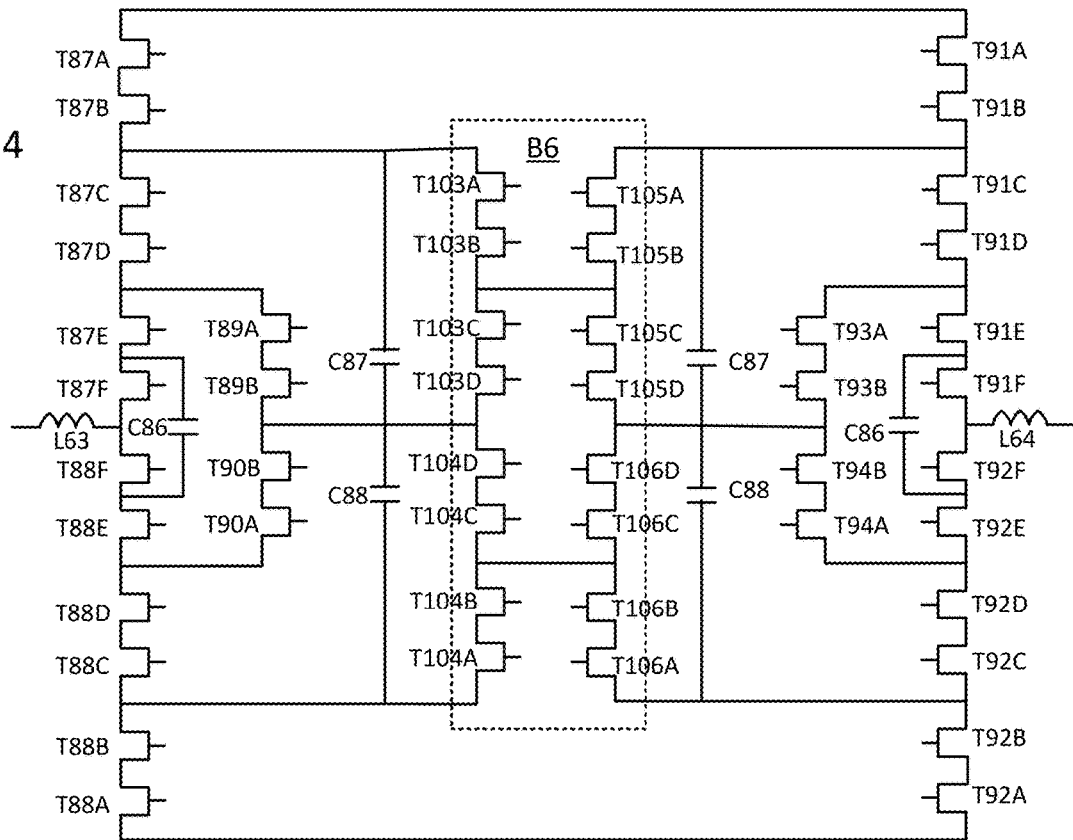 T87A
T91A
T87B
T91B
4
B6
T87C
T103A
T105A
T91C
T87D
T103B
T105B
T91D
T87E
T89A
T103C
T105C
T93A
T91E
C87
C87
T87F
T89B
T103D
T105D
T93B
T91F
C86
C86
L63
L64
T88F
T90B
T104D
T106D
T94B
T92F
C88
C88
T88E
T90A
T104C
T106C
T94A
T92E
T88D
T104B
T106B
T92D
T88C
T104A
T106A
T92C
T88B
T92B
T88A
T92A